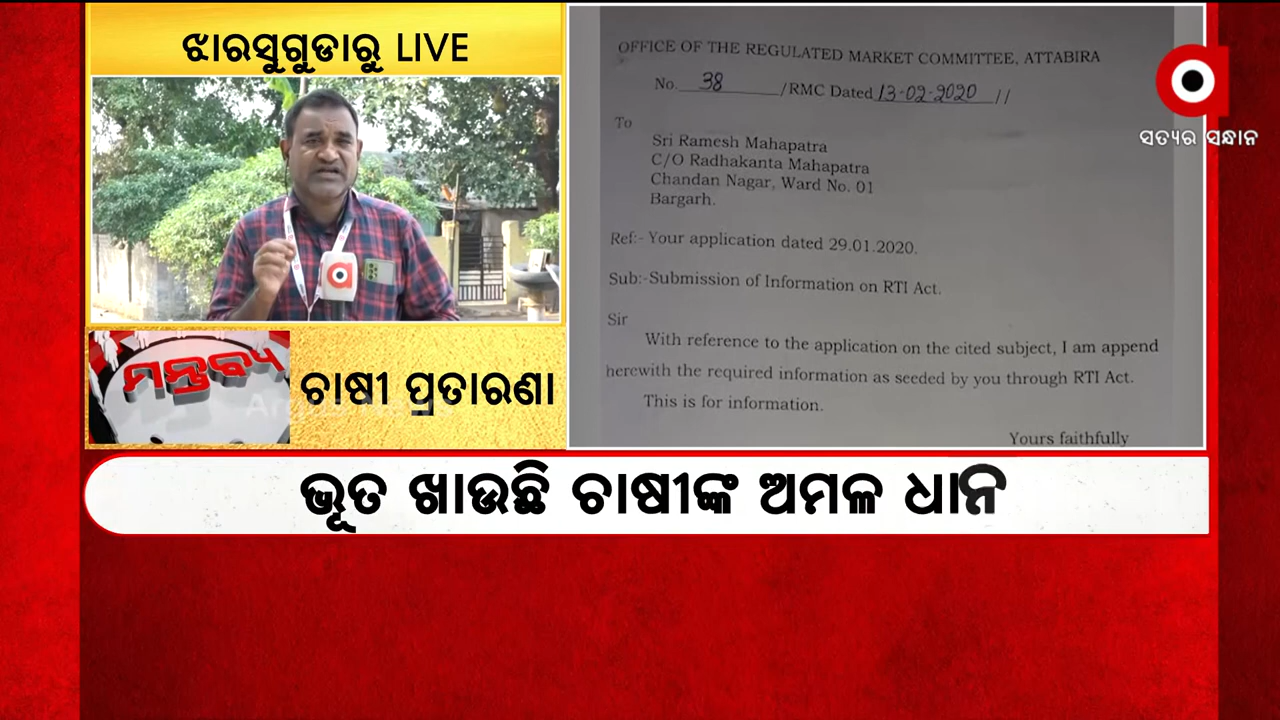 ଝାରସୁଗୁଡାରୁ LIVE
ମନ୍ତବ୍ୟ
ଚାଷୀ ପ୍ରତାରଣା
OFFICE OF THE REGULATED MARKET COMMITTEE, ATTABIRA
No. 38 /RMC Dated 13-02-2020 //
To
Sri Ramesh Mahapatra
C/O Radhakanta Mahapatra
Chandan Nagar, Ward No. 01
Bargarh.
Ref:- Your application dated 29.01.2020.
Sub:-Submission of Information on RTI Act.
Sir
With reference to the application on the cited subject, I am append
herewith the required information as seeded by you through RTI Act.
This is for information.
Yours faithfully
ସତ୍ୟର ସନ୍ଧାନ
ଭୂତ ଖାଉଛି ଚାଷୀଙ୍କ ଅମଳ ଧାନ